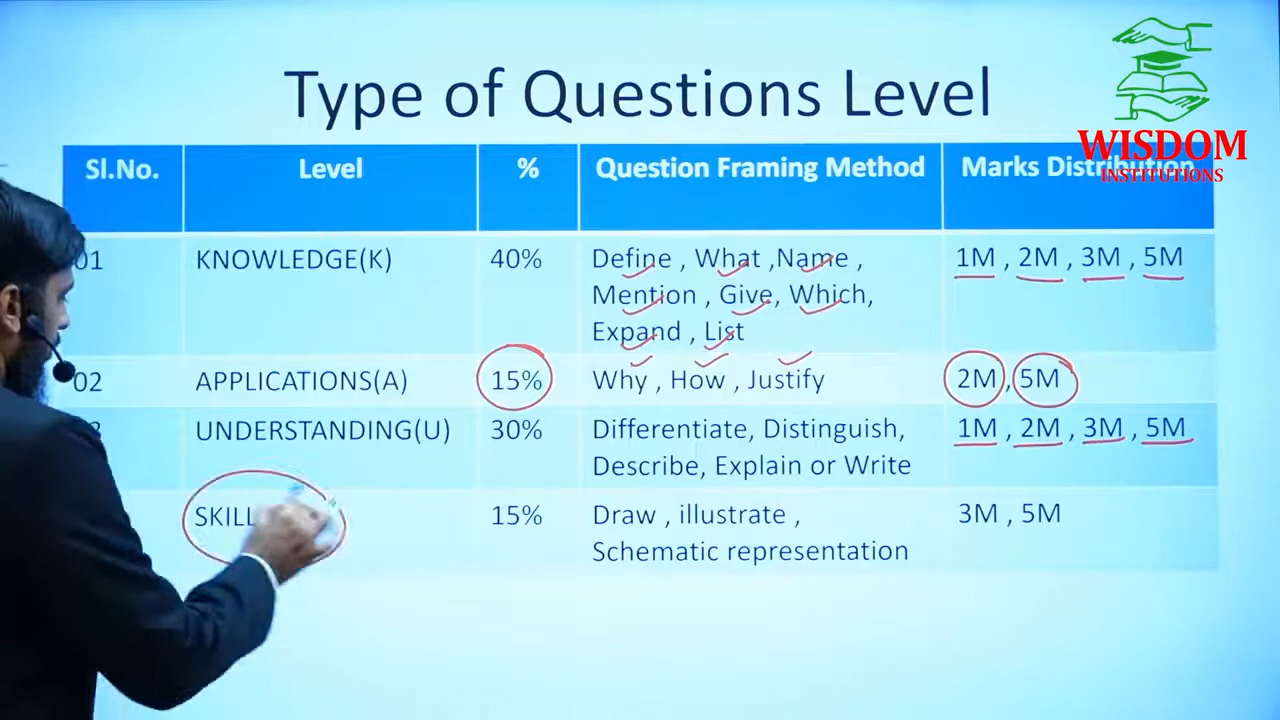 Type of Questions Level
WISDOM
INSTITUTIONS
Sl.No. Level % Question Framing Method Marks Distribution
01 KNOWLEDGE(K) 40% Define , What ,Name , 1M , 2M , 3M , 5M
Mention , Give, Which,
Expand , List
02 APPLICATIONS(A) 15% Why , How , Justify 2M , 5M
UNDERSTANDING(U) 30% Differentiate, Distinguish, 1M , 2M , 3M , 5M
Describe, Explain or Write
SKILL 15% Draw , illustrate , 3M , 5M
Schematic representation